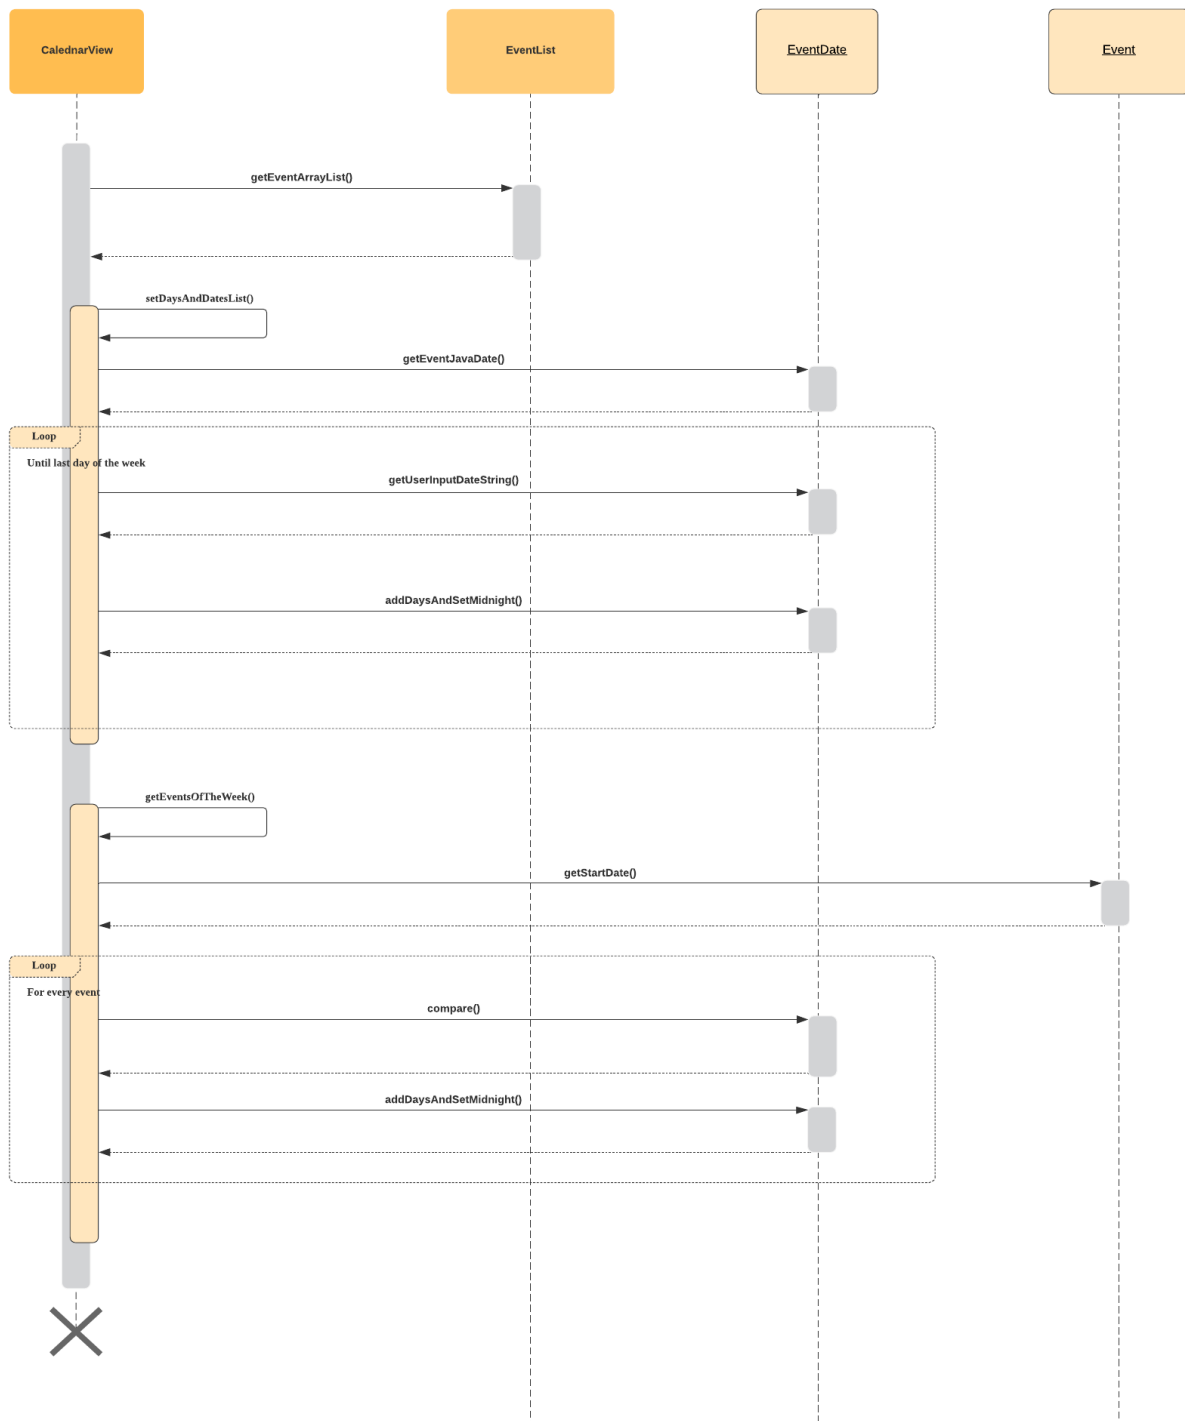 CalednarView
EventList
EventDate
Event
getEventArrayList()
setDaysAndDatesList()
getEventJavaDate()
Loop
Until last day of the week
getUserInputDateString()
addDaysAndSetMidnight()
getEventsOfTheWeek()
getStartDate()
Loop
For every event
compare()
addDaysAndSetMidnight()